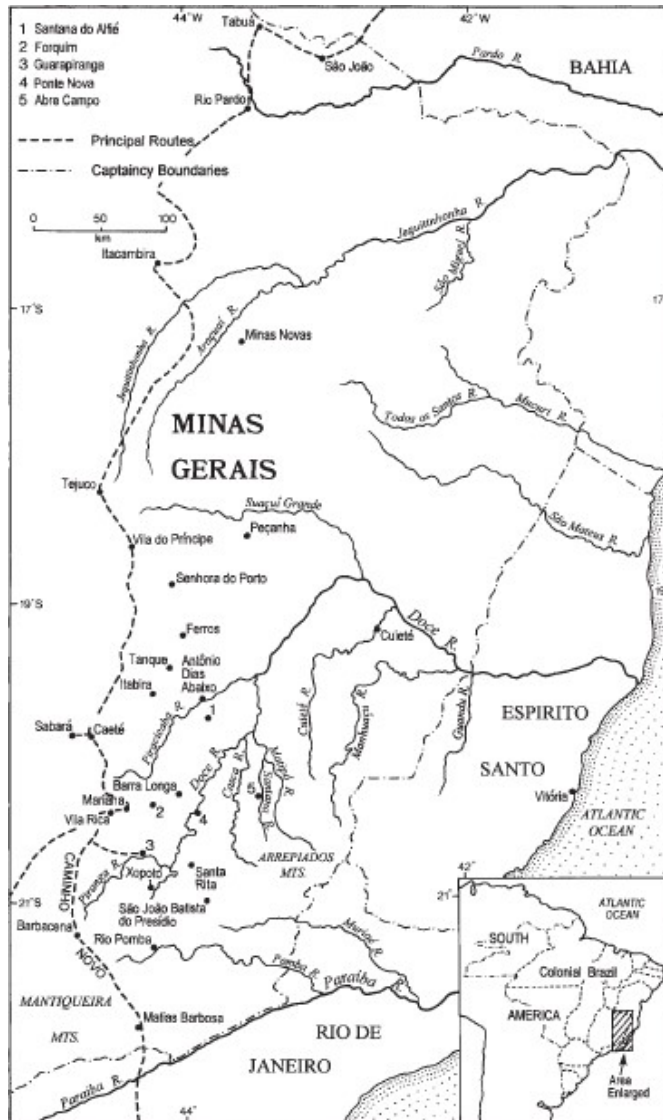 1 Santana do Alfié
2 Forquim
3 Guarapiranga
4 Ponte Nova
5 Abre Campo
Principal Routes
Captaincy Boundaries
0 50 100
km
44°W
42°W
Tabuá
São João
Pardo R.
BAHIA
Rio Pardo
Itacambira
Jequitinhonha R.
São Miguel R.
17°S
17
Jequitinhonha R.
Araçuaí R.
Minas Novas
MINAS
GERAIS
Todos os Santos R.
Mucuri R.
Tejuco
Suaçuí Grande
Peçanha
São Mateus R.
Vila do Príncipe
Senhora do Porto
19°S
19
Ferros
Doce R.
Cuieté
Tanque
Antônio
Dias
Abaixo
Itabira
1
Cuieté R.
Manhuaçu R.
Guandu R.
ESPIRITO
SANTO
Sabará
Caeté
Piracicaba R.
Doce R.
Casca R.
Santana R.
Matipó R.
Barra Longa
Mariana
2
4
5
Vila Rica
Vitória
ATLANTIC
OCEAN
3
ARREPIADOS
MTS.
CAMINHO
NOVO
Piranga R.
Xopotó
Santa
Rita
21°S
21°
42
São João Batista
do Presídio
Barbacena
Rio Pomba
Muriaé R.
Pomba R.
Paraíba R.
MANTIQUEIRA
MTS.
Matias Barbosa
RIO DE
JANEIRO
Paraíba R.
44°
ATLANTIC
OCEAN
SOUTH
AMERICA
Colonial Brazil
Area
Enlarged